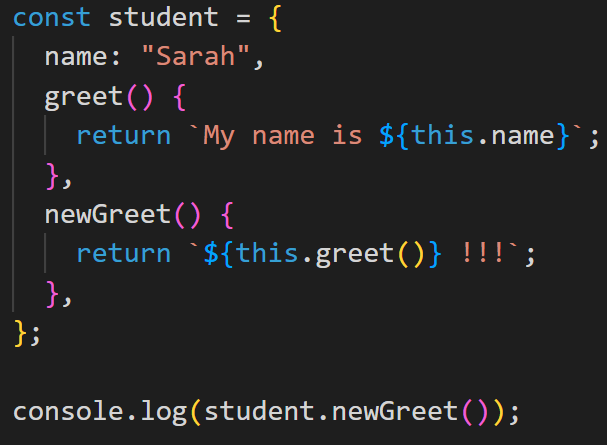 const student = {
  name: "Sarah",
  greet() {
    return `My name is ${this.name}`;
  },
  newGreet() {
    return `${this.greet()} !!!`;
  },
};

console.log(student.newGreet());